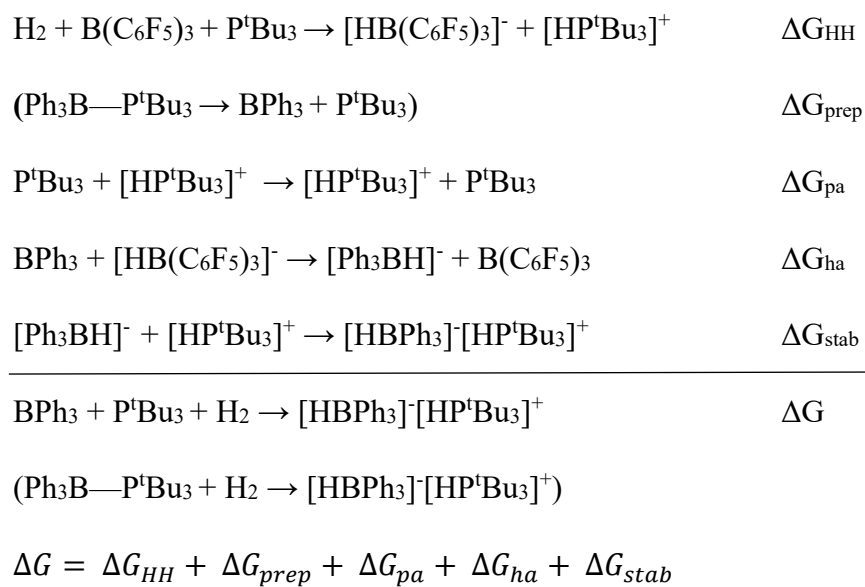 H₂ + B(C₆F₅)₃ + PᵗBu₃ → [HB(C₆F₅)₃]⁻ + [HPᵗBu₃]⁺ ΔG_HH
(Ph₃B—PᵗBu₃ → BPh₃ + PᵗBu₃) ΔG_prep
PᵗBu₃ + [HPᵗBu₃]⁺ → [HPᵗBu₃]⁺ + PᵗBu₃ ΔG_pa
BPh₃ + [HB(C₆F₅)₃]⁻ → [Ph₃BH]⁻ + B(C₆F₅)₃ ΔG_ha
[Ph₃BH]⁻ + [HPᵗBu₃]⁺ → [HBPh₃]⁻[HPᵗBu₃]⁺ ΔG_stab
BPh₃ + PᵗBu₃ + H₂ → [HBPh₃]⁻[HPᵗBu₃]⁺ ΔG
(Ph₃B—PᵗBu₃ + H₂ → [HBPh₃]⁻[HPᵗBu₃]⁺)
ΔG = ΔG_HH + ΔG_prep + ΔG_pa + ΔG_ha + ΔG_stab